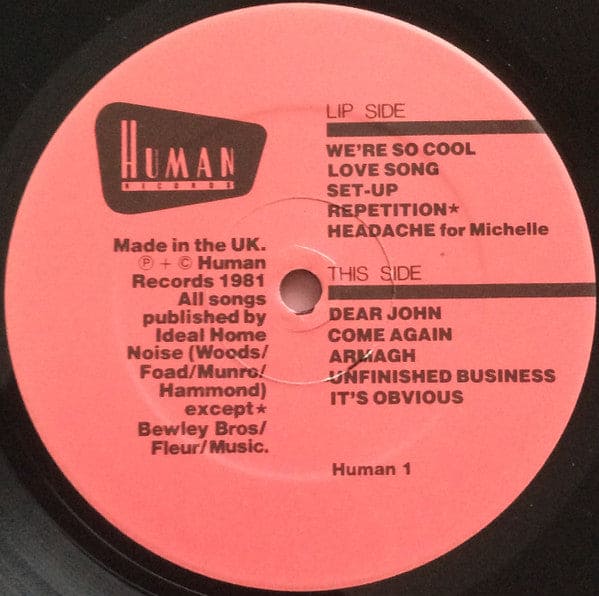 HUMAN
RECORDS
Made in the UK.
℗ + © Human
Records 1981
All songs
published by
Ideal Home
Noise (Woods/
Foad/Munro/
Hammond)
except*
Bewley Bros/
Fleur/Music.
LIP SIDE
WE'RE SO COOL
LOVE SONG
SET-UP
REPETITION*
HEADACHE for Michelle
THIS SIDE
DEAR JOHN
COME AGAIN
ARMAGH
UNFINISHED BUSINESS
IT'S OBVIOUS
Human 1